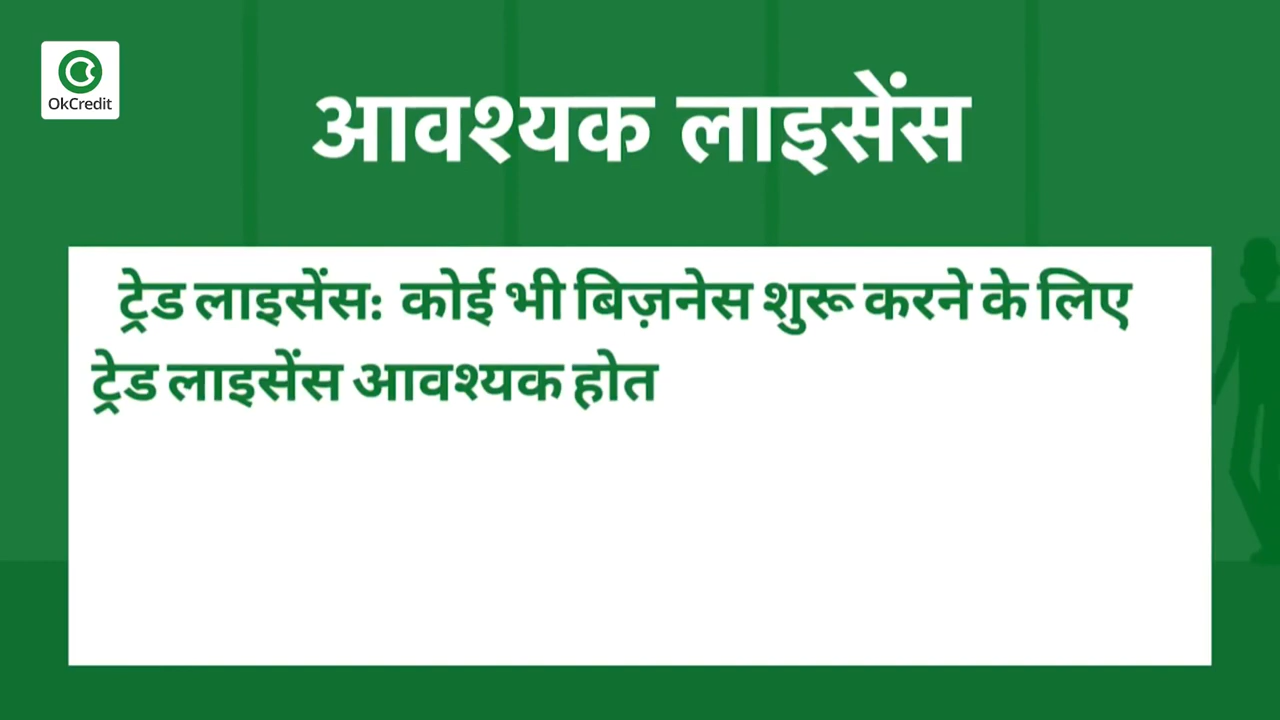 OkCredit
आवश्यक लाइसेंस
ट्रेड लाइसेंस: कोई भी बिज़नेस शुरू करने के लिए
ट्रेड लाइसेंस आवश्यक होत